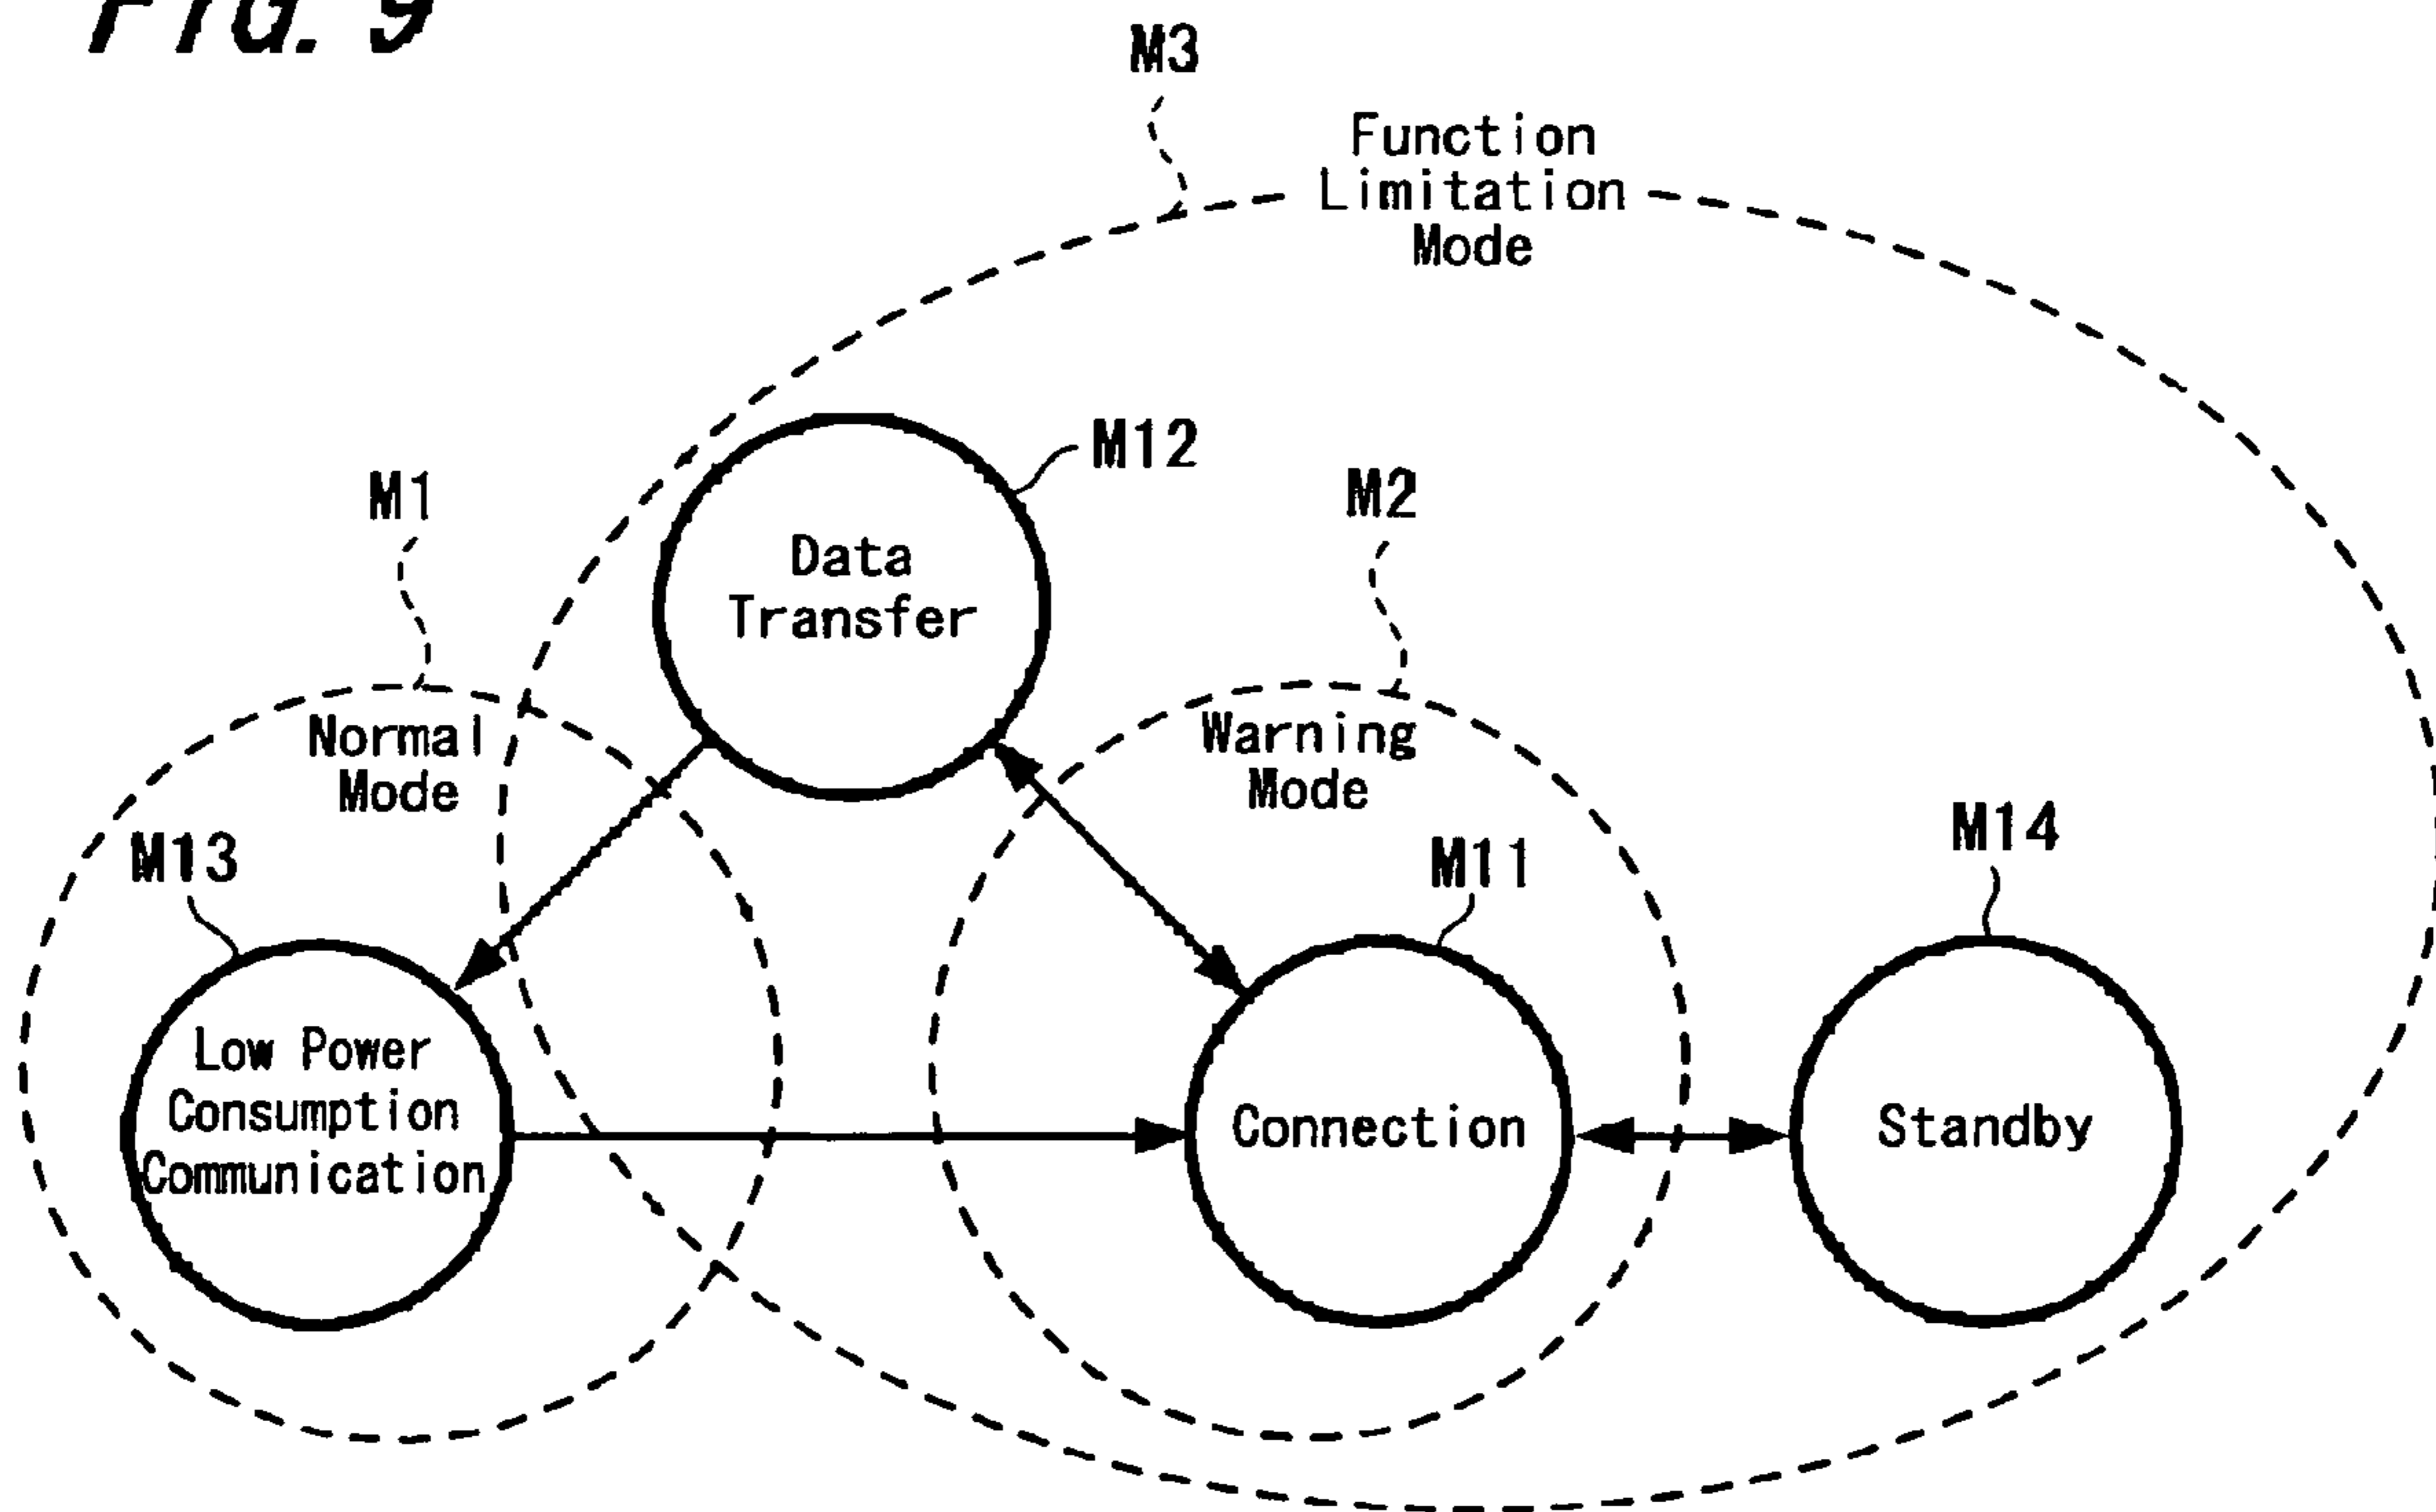 FIG. 9
M3
Function
Limitation
Mode
M12
M1
M2
Data
Transfer
Normal
Mode
Warning
Mode
M13
M11
M14
Low Power
Consumption
Communication
Connection
Standby